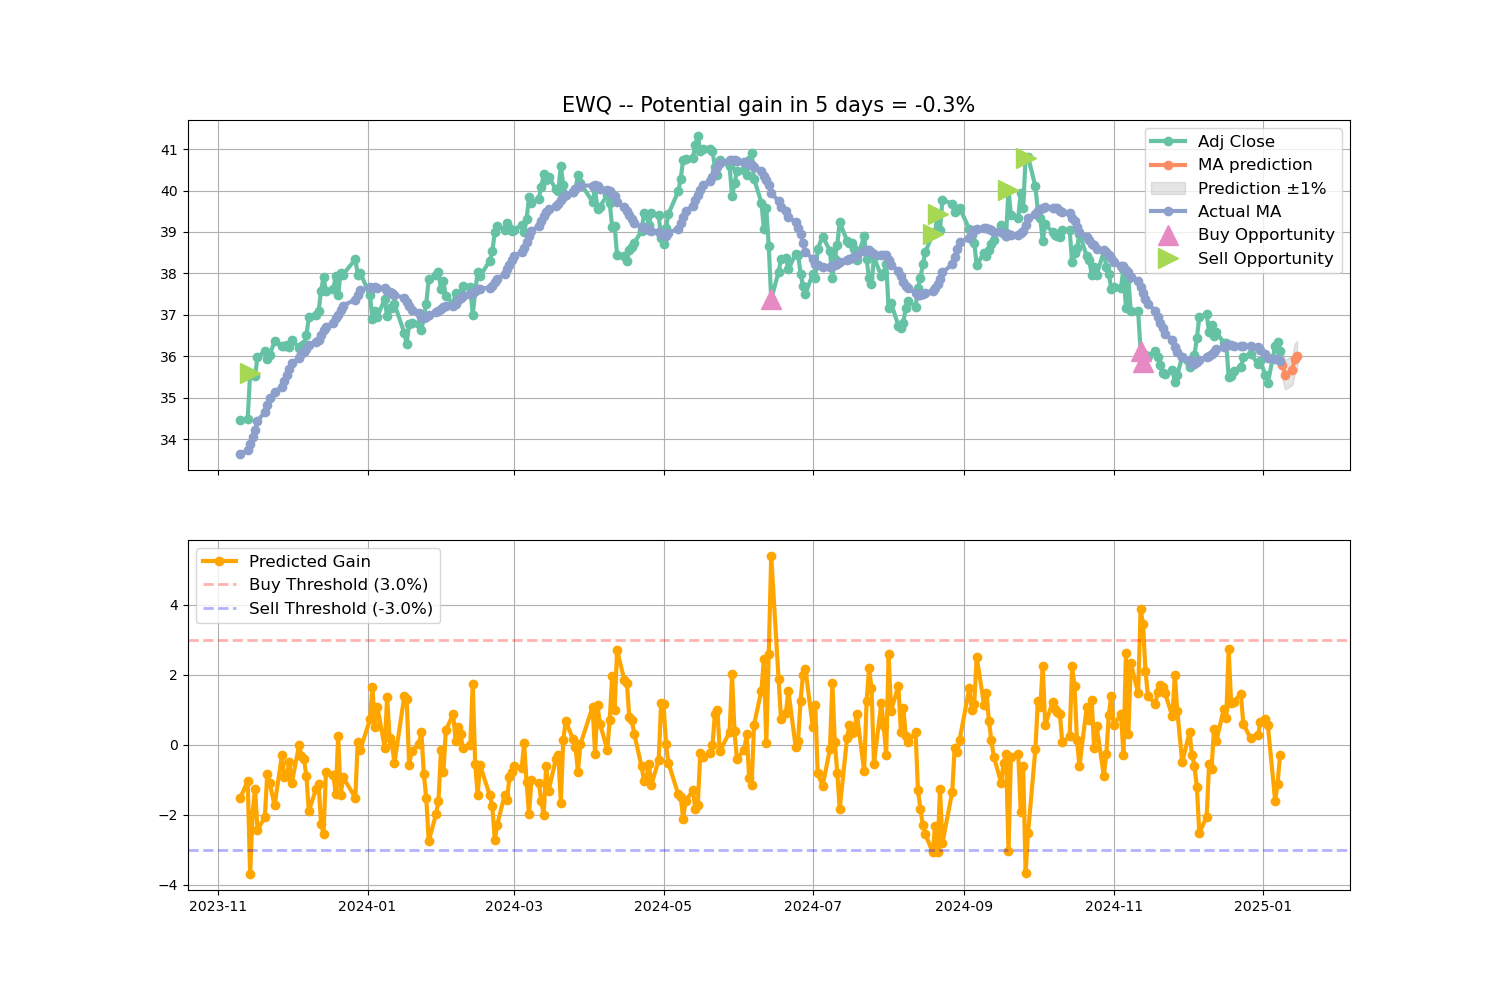 EWQ -- Potential gain in 5 days = -0.3%
41
40
39
38
37
36
35
34
Adj Close
MA prediction
Prediction ±1%
Actual MA
Buy Opportunity
Sell Opportunity
Predicted Gain
Buy Threshold (3.0%)
Sell Threshold (-3.0%)
4
2
0
−2
−4
2023-11
2024-01
2024-03
2024-05
2024-07
2024-09
2024-11
2025-01